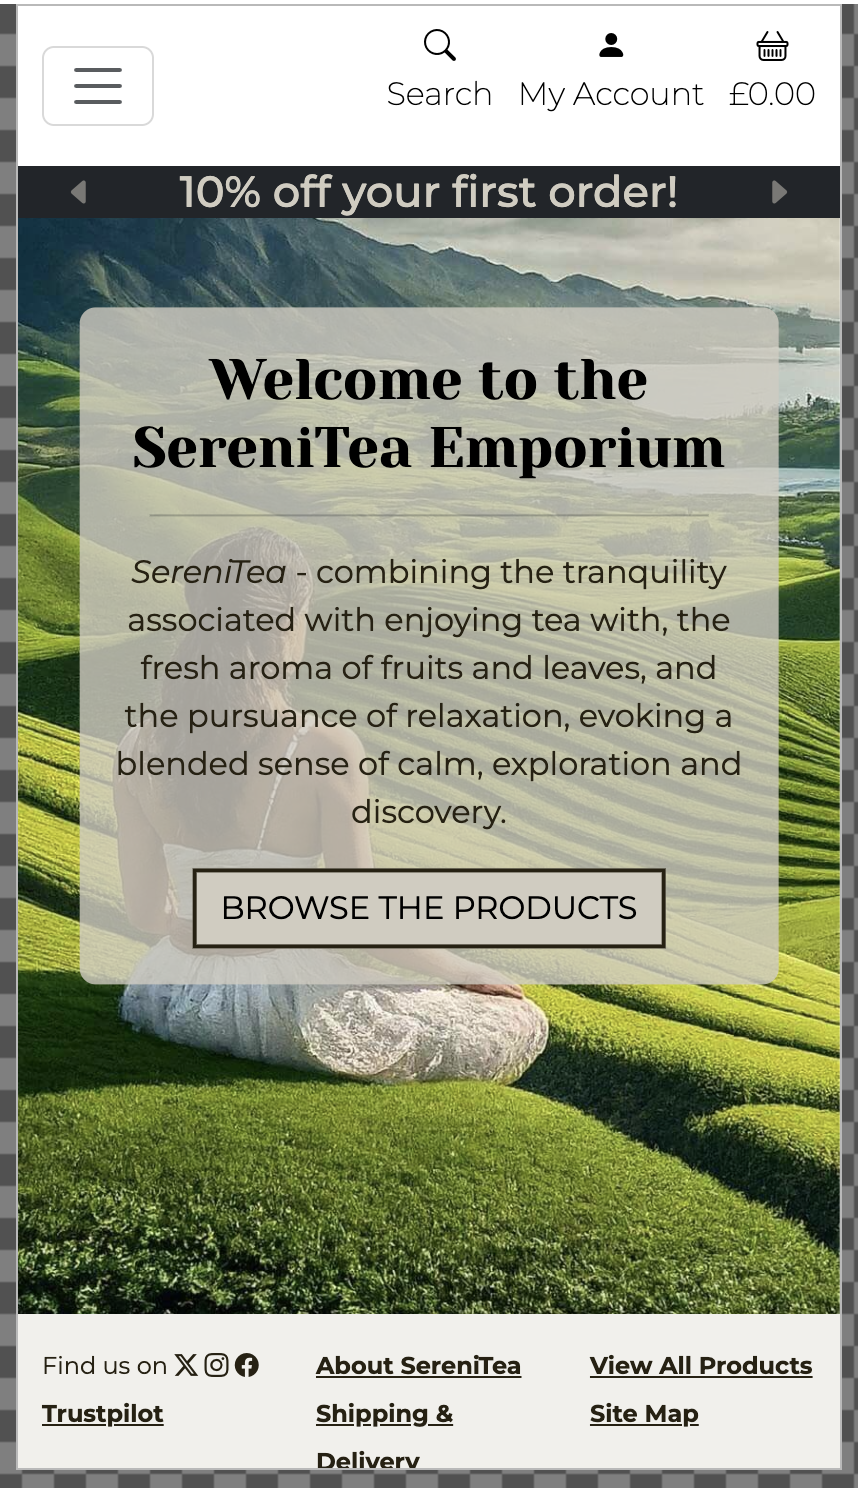 Search My Account £0.00
10% off your first order!
Welcome to the
SereniTea Emporium
SereniTea - combining the tranquility
associated with enjoying tea with, the
fresh aroma of fruits and leaves, and
the pursuance of relaxation, evoking a
blended sense of calm, exploration and
discovery.
BROWSE THE PRODUCTS
Find us on
Trustpilot
About SereniTea
Shipping &
Delivery
View All Products
Site Map